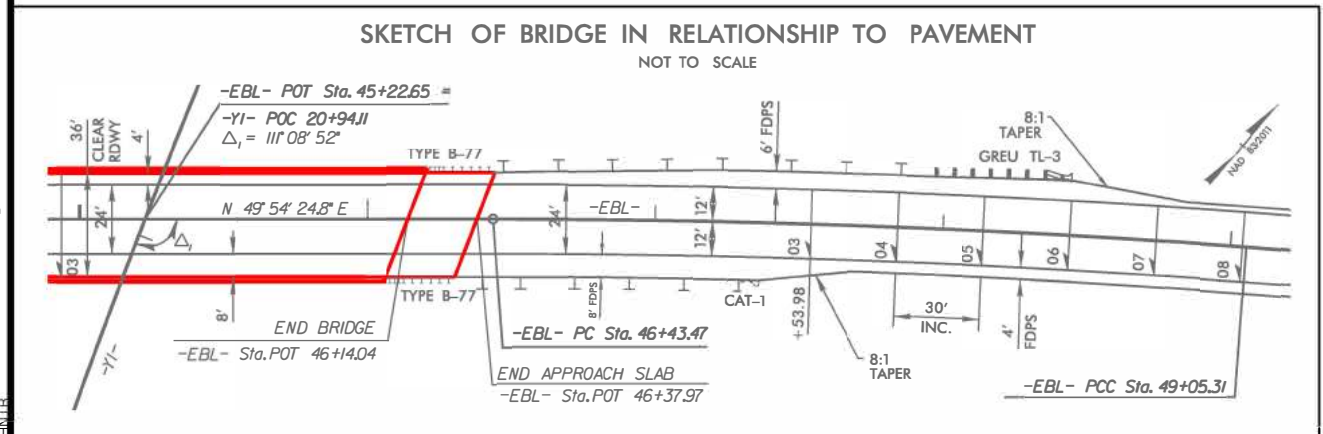 SKETCH OF BRIDGE IN RELATIONSHIP TO PAVEMENT
NOT TO SCALE
-EBL- POT Sta. 45+22.65 =
-Y1- POC 20+94.11
Δ₁ = 111° 08' 52"
36'
CLEAR
RDWY
4'
TYPE B-77
6' FDPS
8:1
TAPER
GREU TL-3
NAD 83/2011
24'
N 49° 54' 24.8" E
24'
-EBL-
12'
12'
Δ₁
03
03
04
05
06
07
08
8'
TYPE B-77
8' FDPS
CAT-1
+53.98
30'
INC.
4'
FDPS
END BRIDGE
-EBL- Sta.POT 46+14.04
-EBL- PC Sta. 46+43.47
8:1
TAPER
END APPROACH SLAB
-EBL- Sta.POT 46+37.97
-EBL- PCC Sta. 49+05.31
-Y1-